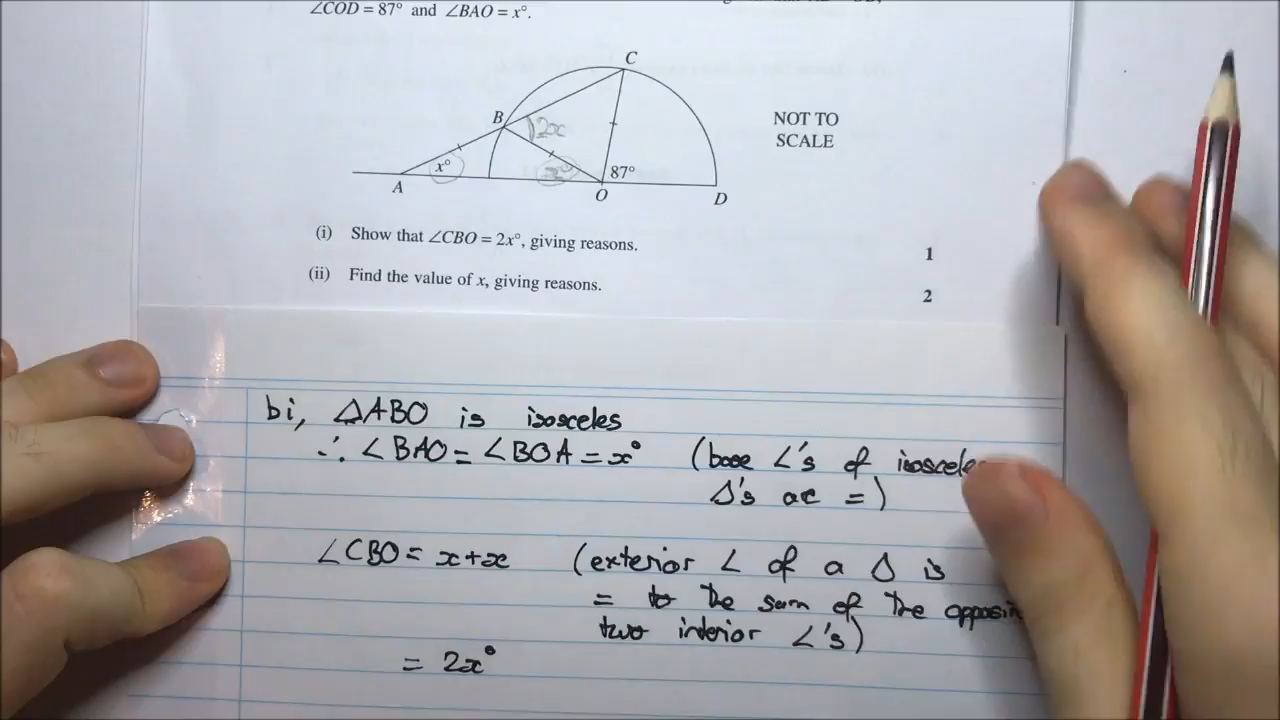 ∠COD = 87° and ∠BAO = x°.
C
B
2x
NOT TO
SCALE
x°
x°
87°
A
O
D
(i) Show that ∠CBO = 2x°, giving reasons.
1
(ii) Find the value of x, giving reasons.
2
bi, ΔABO is isosceles
∴ ∠BAO = ∠BOA = x° (base ∠'s of
Δ's are =)
∠CBO = x+x (exterior ∠ of a Δ is
= to the sum of the
two interior ∠'s)
= 2x°